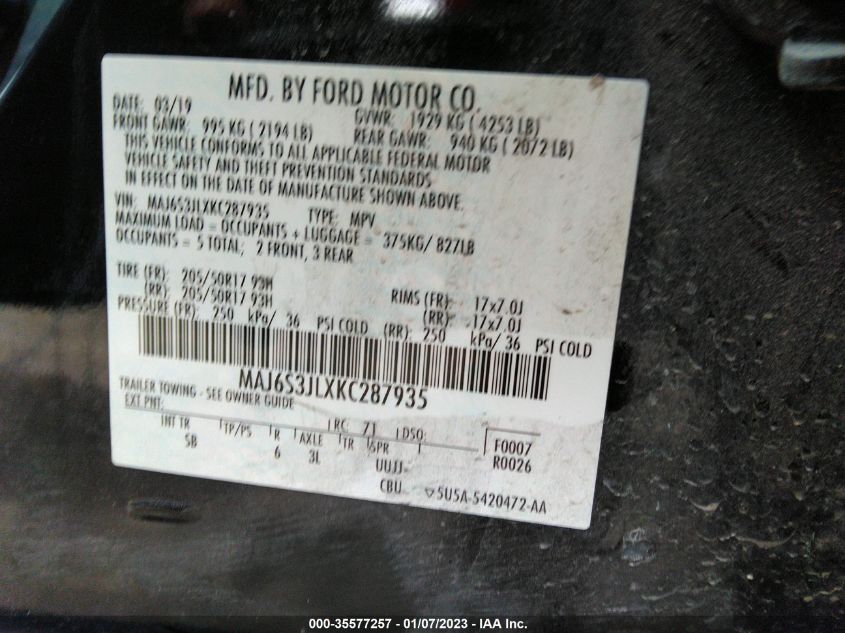 MFD. BY FORD MOTOR CO.
DATE: 03/19 GVWR: 1929 KG ( 4253 LB)
FRONT GAWR: 995 KG ( 2194 LB) REAR GAWR: 940 KG ( 2072 LB)
THIS VEHICLE CONFORMS TO ALL APPLICABLE FEDERAL MOTOR
VEHICLE SAFETY AND THEFT PREVENTION STANDARDS
IN EFFECT ON THE DATE OF MANUFACTURE SHOWN ABOVE.
VIN: MAJ6S3JLXKC287935 TYPE: MPV
MAXIMUM LOAD = OCCUPANTS + LUGGAGE = 375KG/ 827LB
OCCUPANTS = 5 TOTAL; 2 FRONT, 3 REAR
TIRE (FR): 205/50R17 93H RIMS (FR): 17x7.0J
(RR): 205/50R17 93H (RR): 17x7.0J
PRESSURE (FR): 250 kPa/ 36 PSI COLD (RR): 250 kPa/ 36 PSI COLD
MAJ6S3JLXKC287935
TRAILER TOWING - SEE OWNER GUIDE
EXT PNT: RC: 71 DSO: F0007
INT TR TP/PS R AXLE TR SPR R0026
SB 6 3L UUJJ
CBU 5U5A-5420472-AA
000-35577257 - 01/07/2023 - IAA Inc.